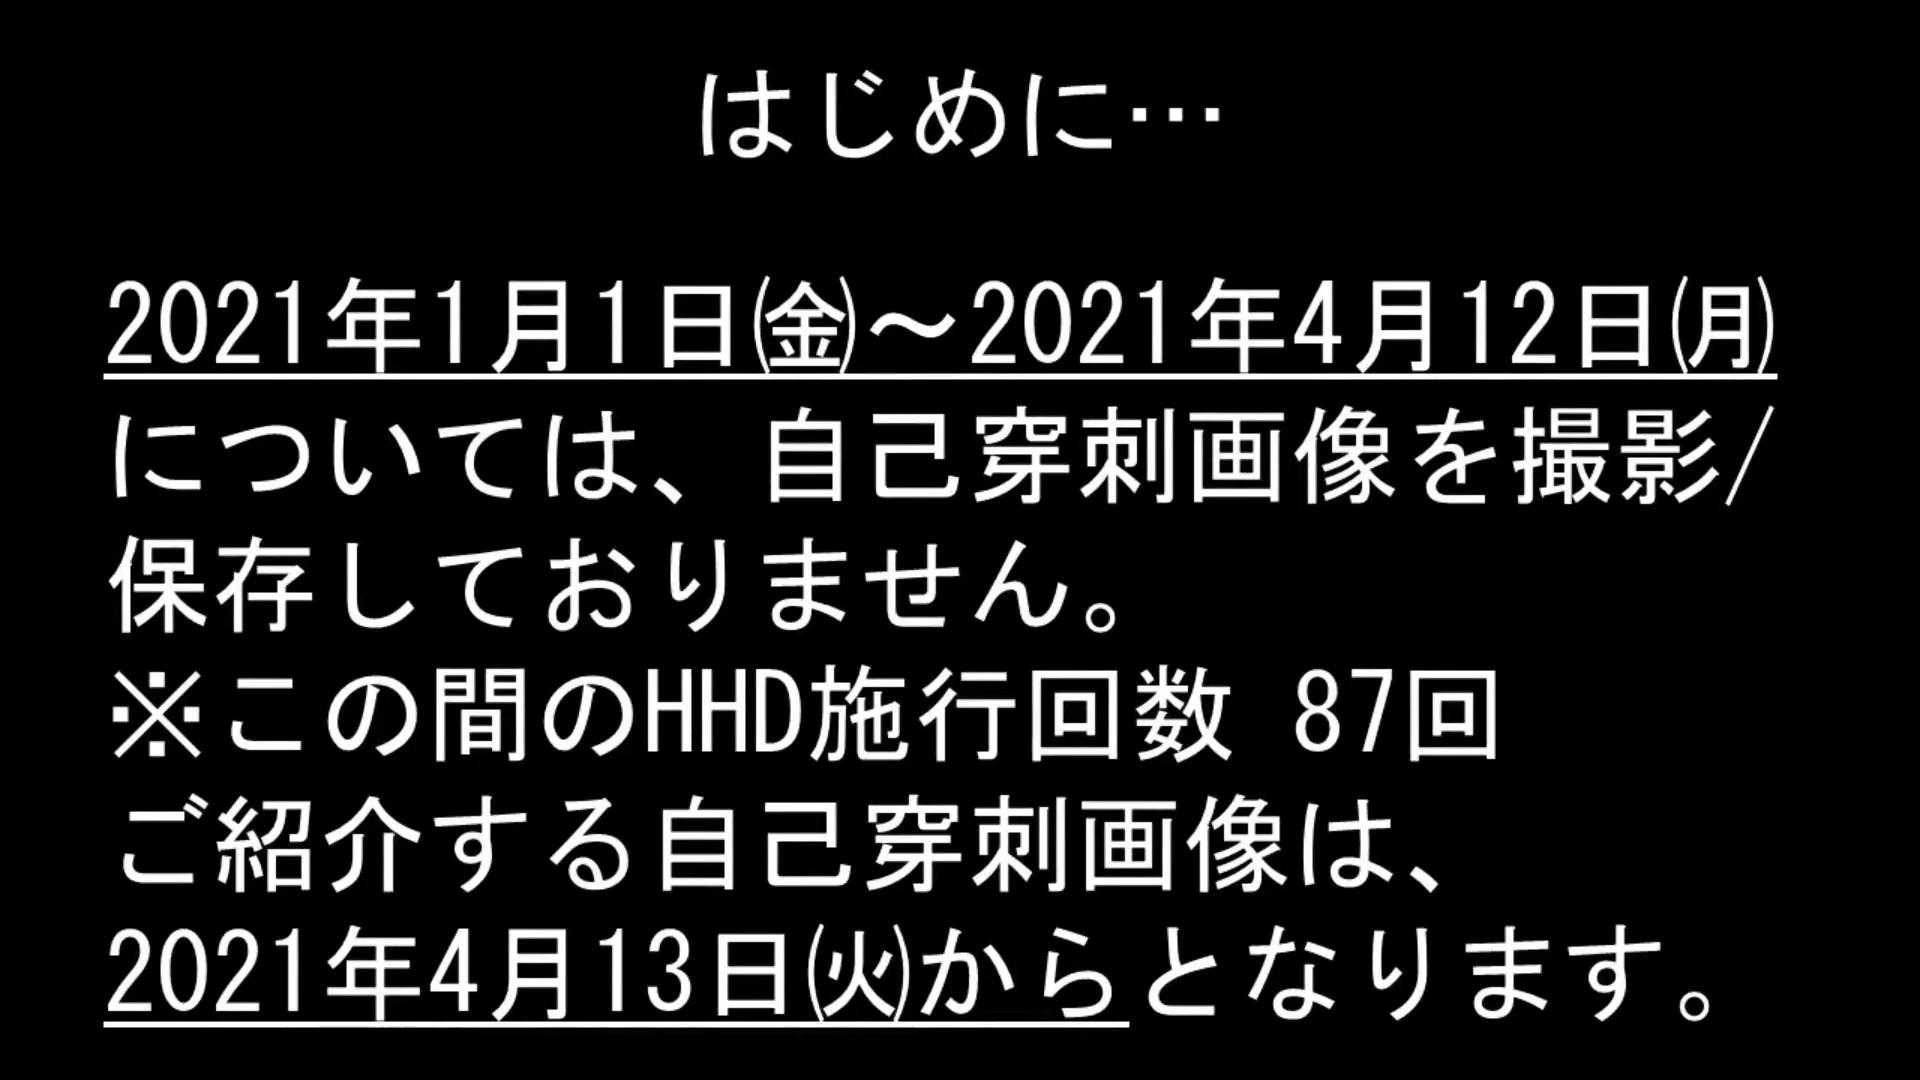 はじめに…
2021年1月1日㈮～2021年4月12日㈪
については、自己穿刺画像を撮影/
保存しておりません。
※この間のHHD施行回数 87回
ご紹介する自己穿刺画像は、
2021年4月13日㈫からとなります。